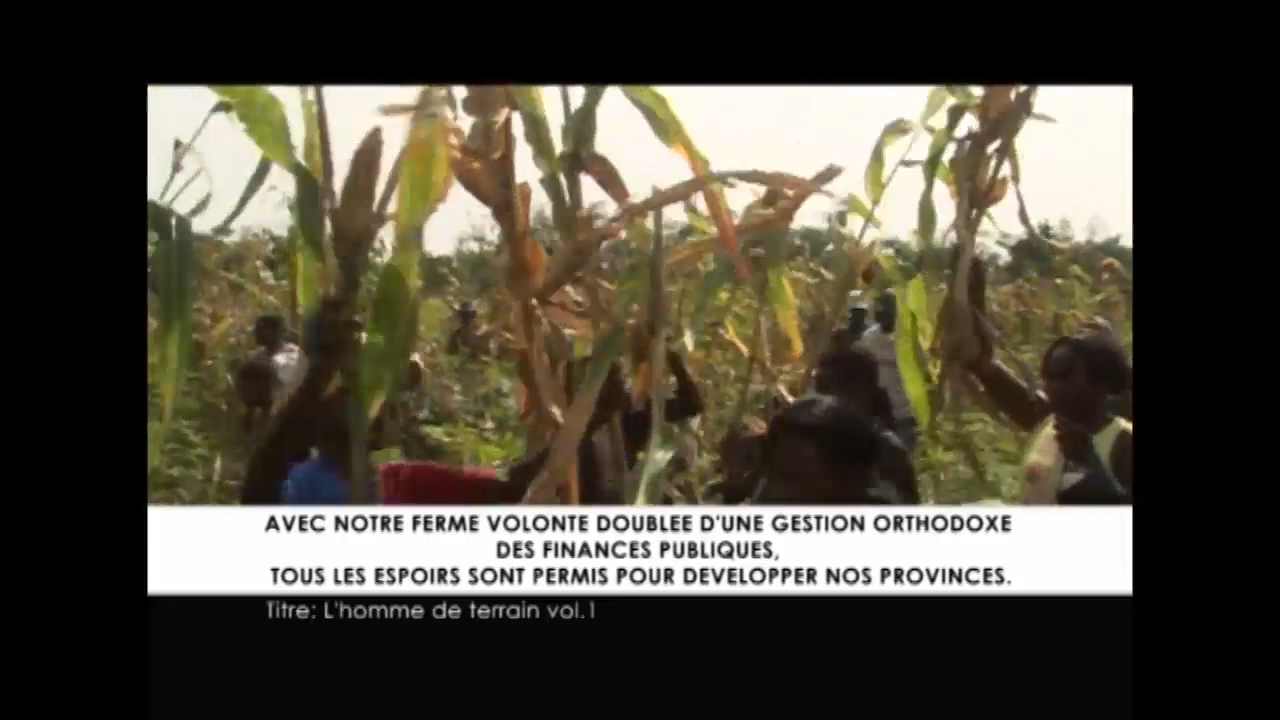 AVEC NOTRE FERME VOLONTE DOUBLEE D'UNE GESTION ORTHODOXE
DES FINANCES PUBLIQUES,
TOUS LES ESPOIRS SONT PERMIS POUR DEVELOPPER NOS PROVINCES.
Titre: L'homme de terrain vol.1